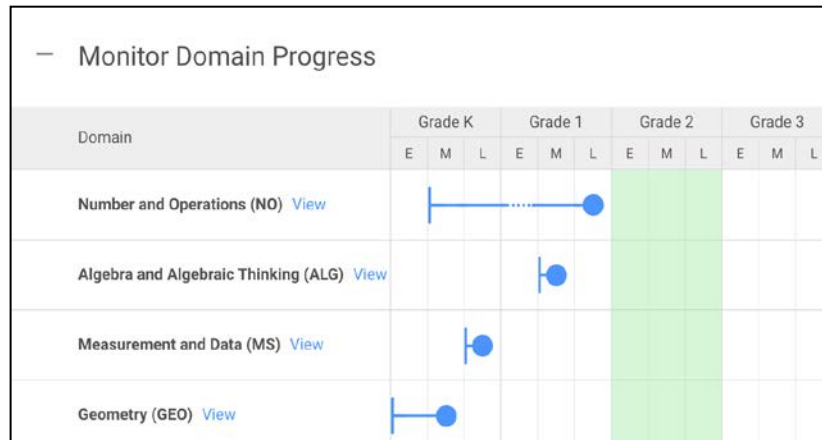 Monitor Domain Progress
Domain
Grade K Grade 1 Grade 2 Grade 3
E M L E M L E M L E M L
Number and Operations (NO) View
Algebra and Algebraic Thinking (ALG) View
Measurement and Data (MS) View
Geometry (GEO) View